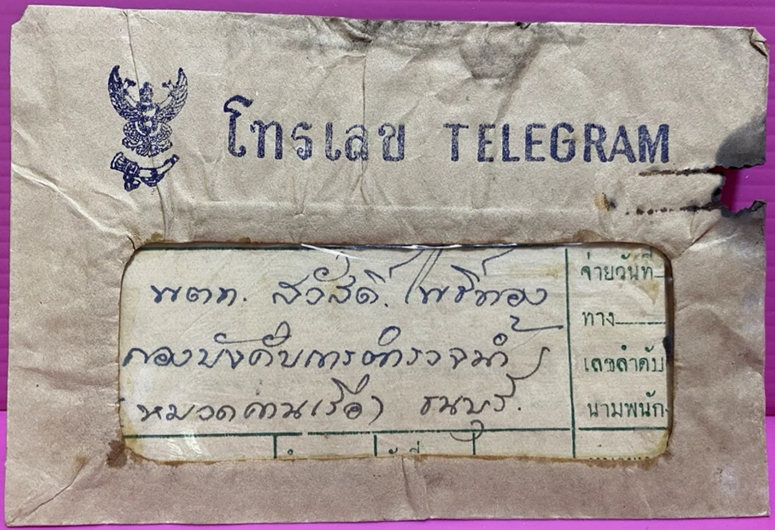 โทรเลข TELEGRAM
พตท. สวัสดิ์ โพธิ์ทอง
กองบังคับการตำรวจน้ำ
(หมวดคานเรือ) ธนบุรี.
จ่ายวันที่
ทาง
เลขลำดับ
นามพนัก